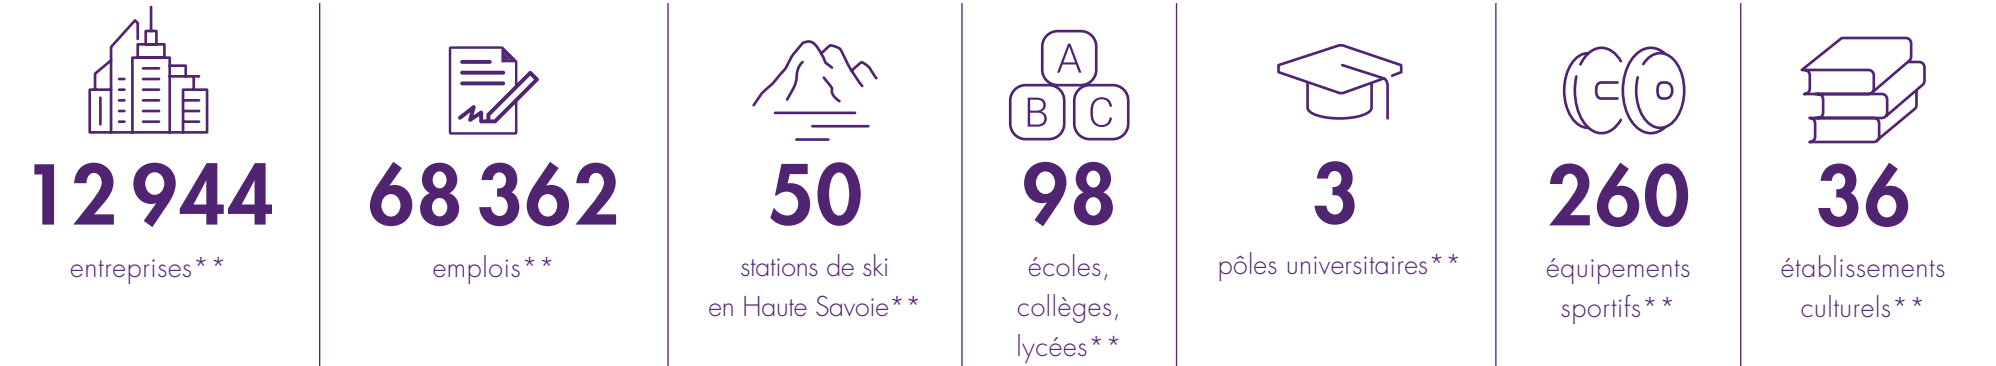 12 944
entreprises**
68 362
emplois**
50
stations de ski
en Haute Savoie**
A
B C
98
écoles,
collèges,
lycées**
3
pôles universitaires**
260
équipements
sportifs**
36
établissements
culturels**